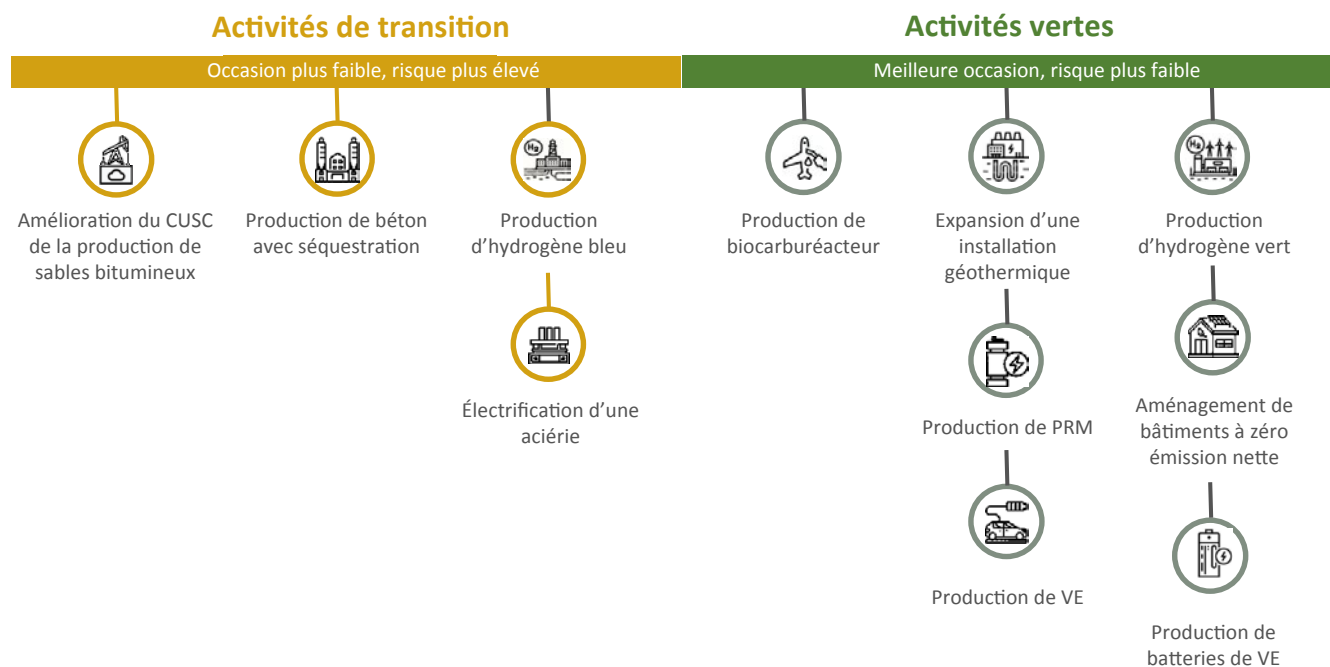 Activités de transition
Occasion plus faible, risque plus élevé
Amélioration du CUSC
de la production de
sables bitumineux
Production de béton
avec séquestration
H₂
Production
d’hydrogène bleu
Électrification d’une
aciérie
Activités vertes
Meilleure occasion, risque plus faible
Production de
biocarburéacteur
Expansion d’une
installation
géothermique
Production de PRM
Production de VE
H₂
Production
d’hydrogène vert
Aménagement de
bâtiments à zéro
émission nette
Production de
batteries de VE